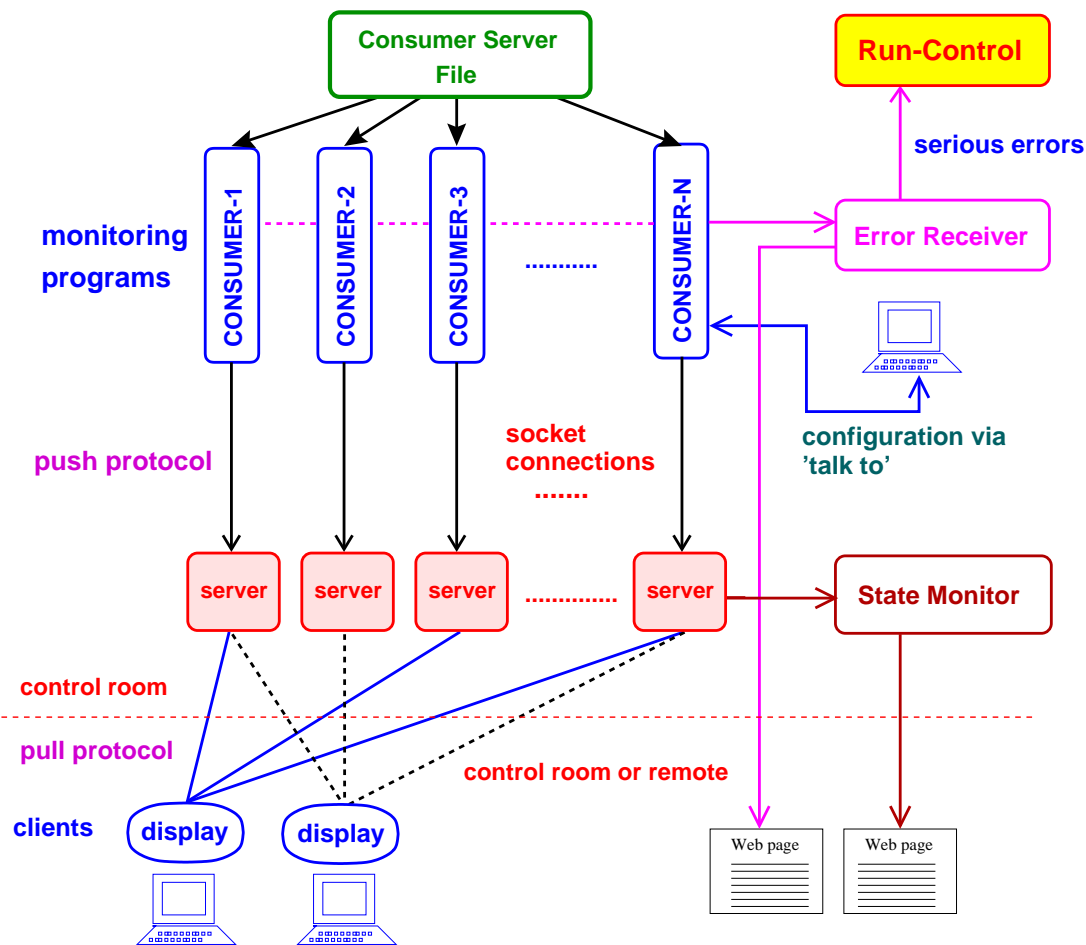 Consumer Server
File
Run-Control
serious errors
CONSUMER-1
CONSUMER-2
CONSUMER-3
CONSUMER-N
monitoring
programs
...........
Error Receiver
push protocol
socket
connections
.......
configuration via
’talk to’
server
server
server
..............
server
State Monitor
control room
pull protocol
control room or remote
clients
display
display
Web page
Web page